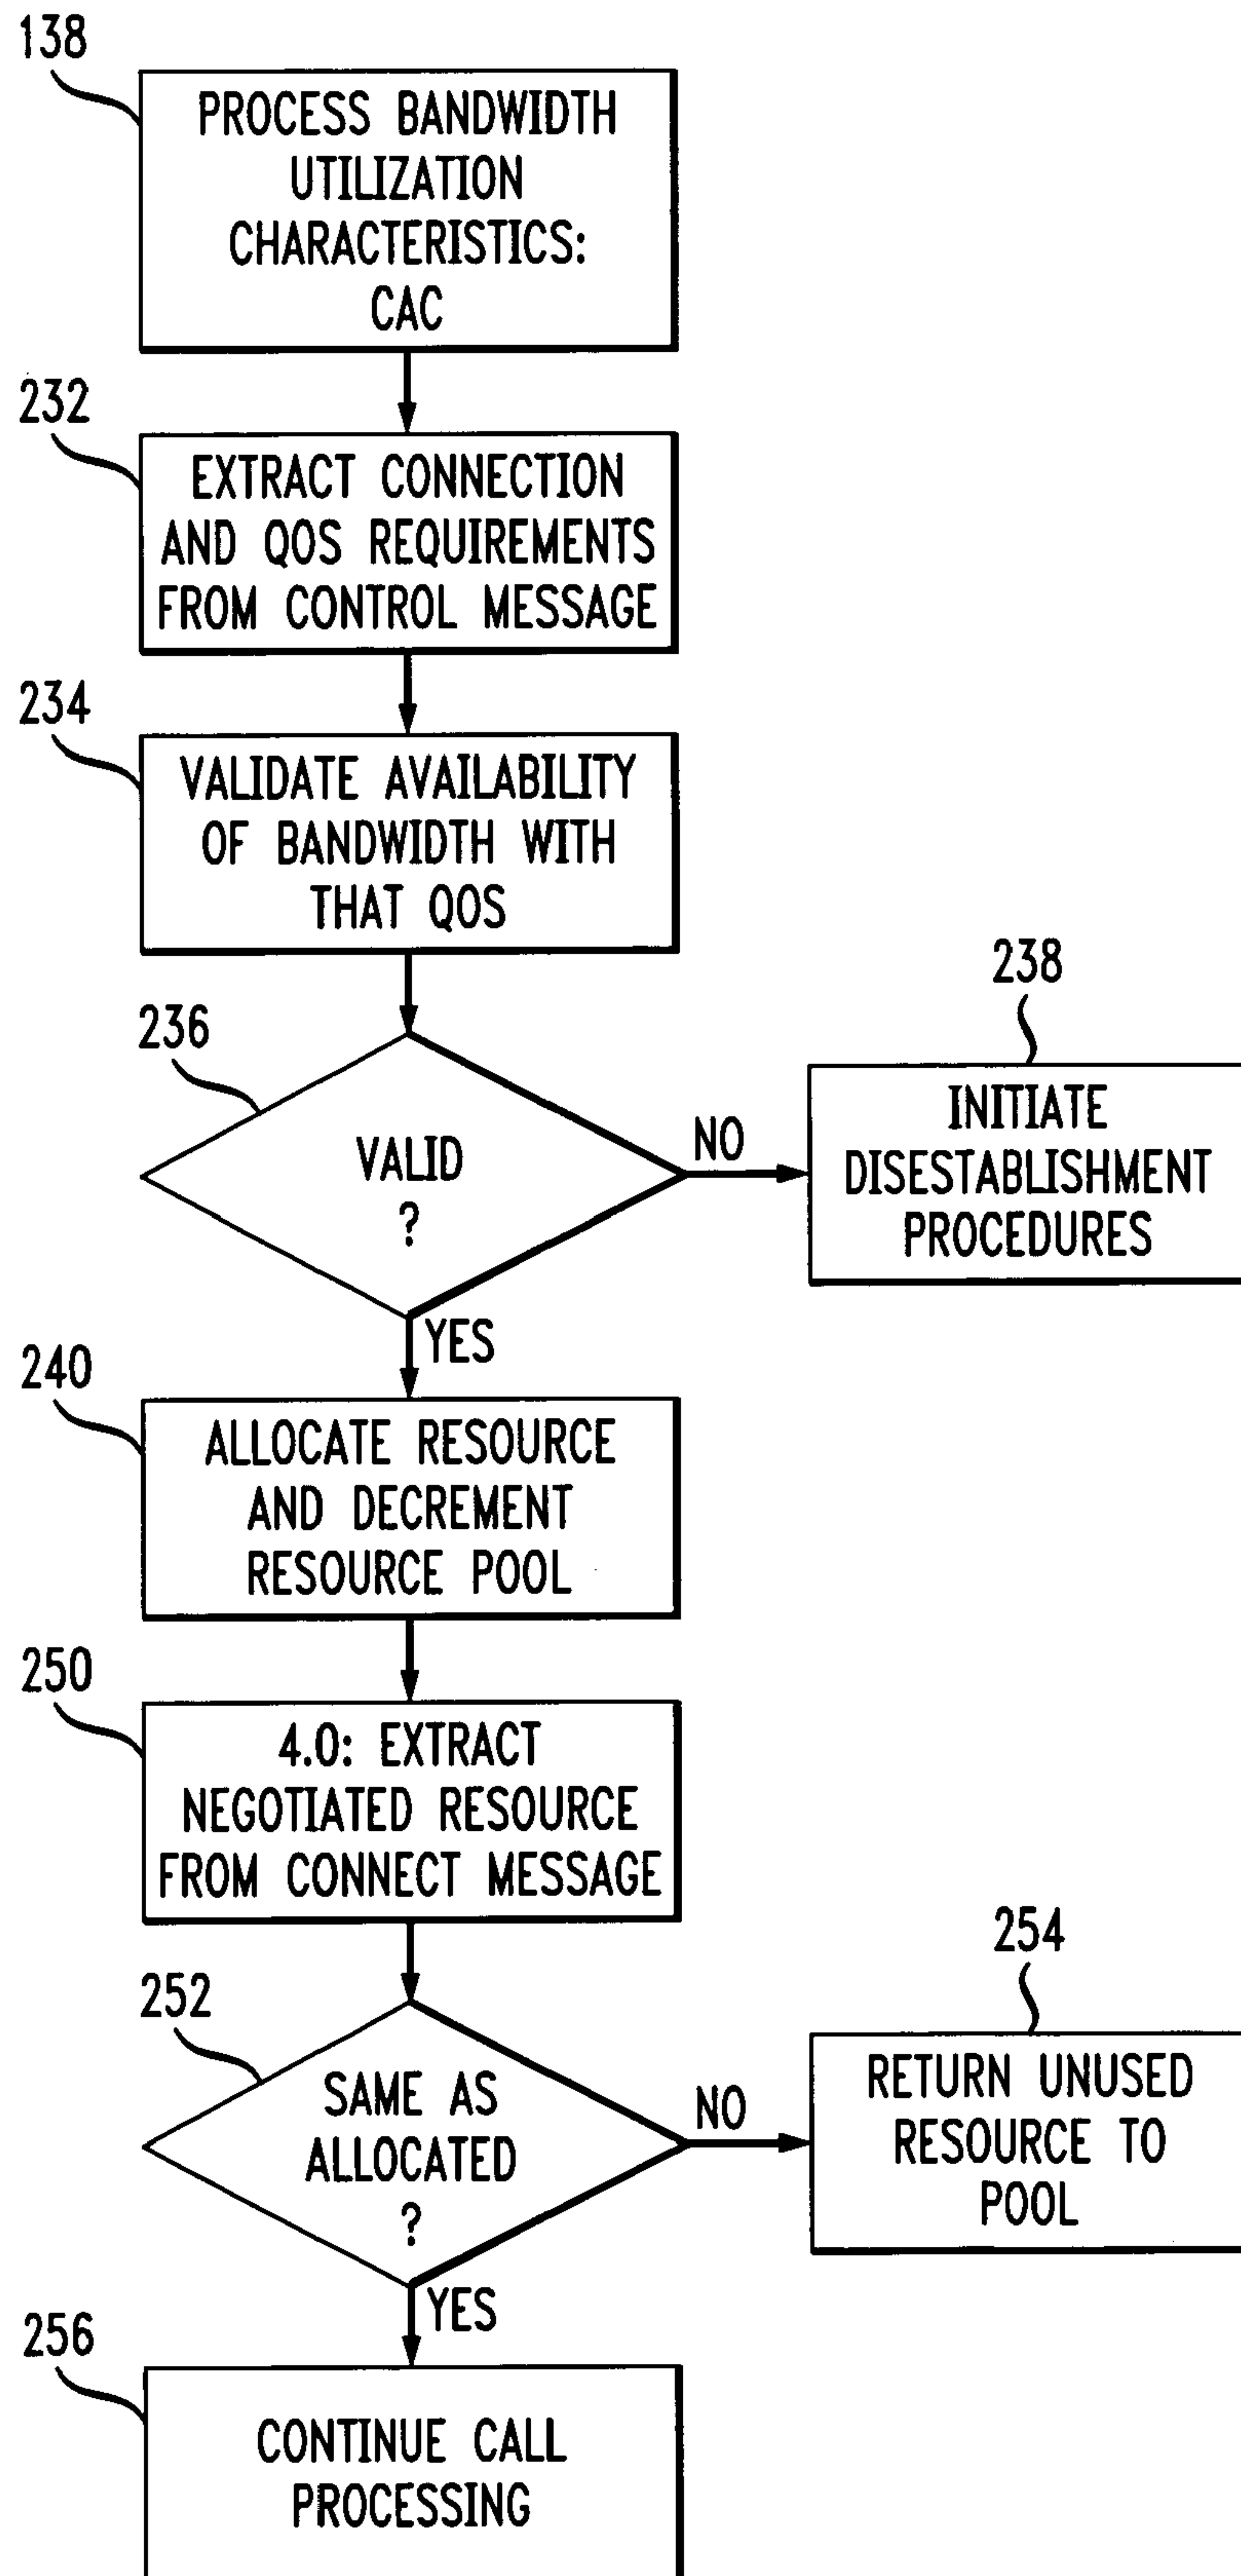 138
PROCESS BANDWIDTH
UTILIZATION
CHARACTERISTICS:
CAC
232
EXTRACT CONNECTION
AND QOS REQUIREMENTS
FROM CONTROL MESSAGE
234
VALIDATE AVAILABILITY
OF BANDWIDTH WITH
THAT QOS
236
VALID
?
NO
238
INITIATE
DISESTABLISHMENT
PROCEDURES
YES
240
ALLOCATE RESOURCE
AND DECREMENT
RESOURCE POOL
250
4.0: EXTRACT
NEGOTIATED RESOURCE
FROM CONNECT MESSAGE
252
SAME AS
ALLOCATED
?
NO
254
RETURN UNUSED
RESOURCE TO
POOL
YES
256
CONTINUE CALL
PROCESSING